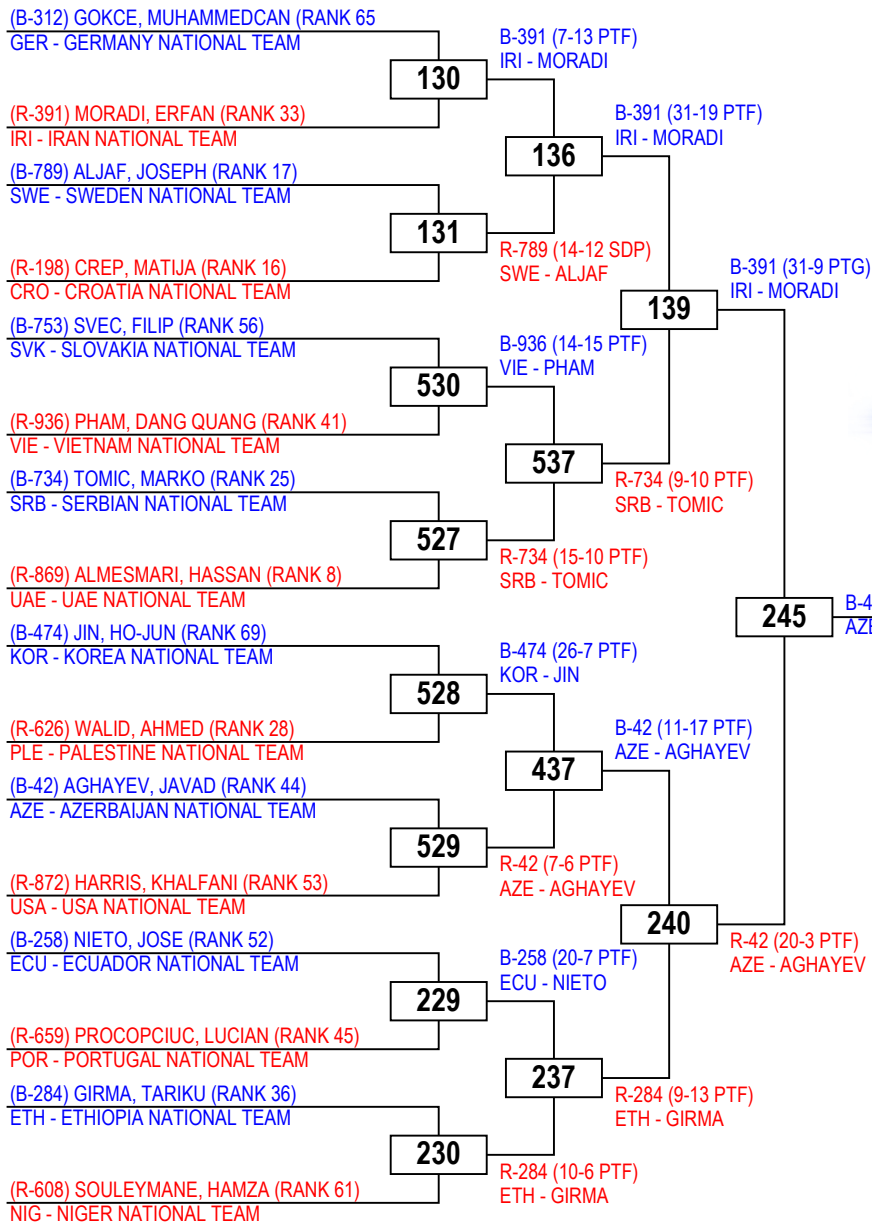 (B-312) GOKCE, MUHAMMEDCAN (RANK 65
GER - GERMANY NATIONAL TEAM
130
(R-391) MORADI, ERFAN (RANK 33)
IRI - IRAN NATIONAL TEAM
(B-789) ALJAF, JOSEPH (RANK 17)
SWE - SWEDEN NATIONAL TEAM
131
(R-198) CREP, MATIJA (RANK 16)
CRO - CROATIA NATIONAL TEAM
(B-753) SVEC, FILIP (RANK 56)
SVK - SLOVAKIA NATIONAL TEAM
530
(R-936) PHAM, DANG QUANG (RANK 41)
VIE - VIETNAM NATIONAL TEAM
(B-734) TOMIC, MARKO (RANK 25)
SRB - SERBIAN NATIONAL TEAM
527
(R-869) ALMESMARI, HASSAN (RANK 8)
UAE - UAE NATIONAL TEAM
(B-474) JIN, HO-JUN (RANK 69)
KOR - KOREA NATIONAL TEAM
528
(R-626) WALID, AHMED (RANK 28)
PLE - PALESTINE NATIONAL TEAM
(B-42) AGHAYEV, JAVAD (RANK 44)
AZE - AZERBAIJAN NATIONAL TEAM
529
(R-872) HARRIS, KHALFANI (RANK 53)
USA - USA NATIONAL TEAM
(B-258) NIETO, JOSE (RANK 52)
ECU - ECUADOR NATIONAL TEAM
229
(R-659) PROCOPCIUC, LUCIAN (RANK 45)
POR - PORTUGAL NATIONAL TEAM
(B-284) GIRMA, TARIKU (RANK 36)
ETH - ETHIOPIA NATIONAL TEAM
230
(R-608) SOULEYMANE, HAMZA (RANK 61)
NIG - NIGER NATIONAL TEAM
B-391 (7-13 PTF)
IRI - MORADI
136
R-789 (14-12 SDP)
SWE - ALJAF
B-936 (14-15 PTF)
VIE - PHAM
537
R-734 (15-10 PTF)
SRB - TOMIC
B-474 (26-7 PTF)
KOR - JIN
437
R-42 (7-6 PTF)
AZE - AGHAYEV
B-258 (20-7 PTF)
ECU - NIETO
237
R-284 (10-6 PTF)
ETH - GIRMA
B-391 (31-19 PTF)
IRI - MORADI
139
R-734 (9-10 PTF)
SRB - TOMIC
B-42 (11-17 PTF)
AZE - AGHAYEV
240
R-284 (9-13 PTF)
ETH - GIRMA
B-391 (31-9 PTG)
IRI - MORADI
245
R-42 (20-3 PTF)
AZE - AGHAYEV
B-4
AZE